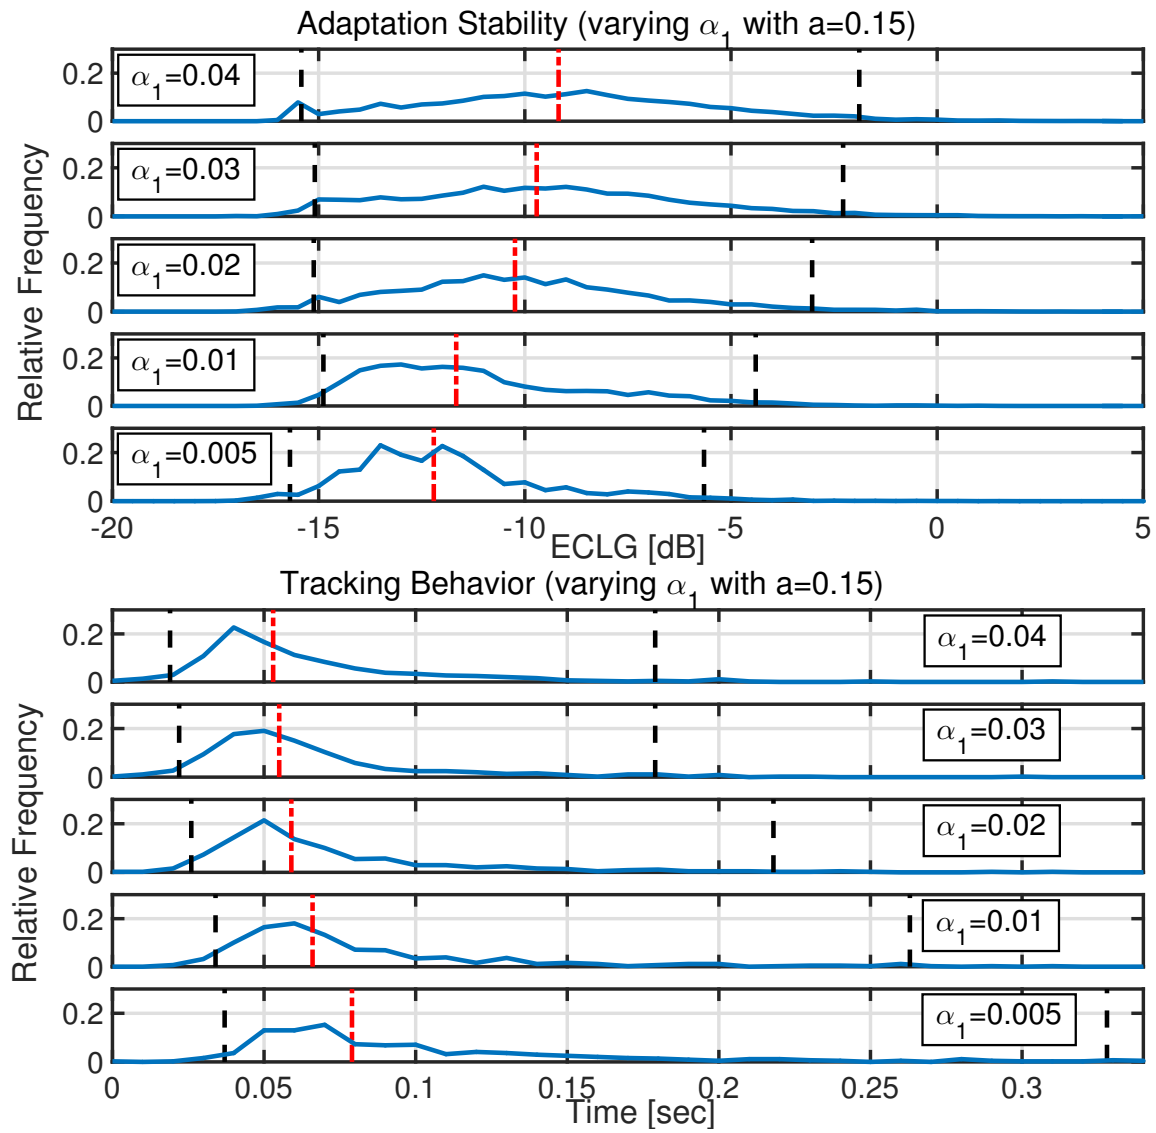 Adaptation Stability (varying α₁ with a=0.15)
Relative Frequency
0.2
0
α₁=0.04
0.2
0
α₁=0.03
0.2
0
α₁=0.02
0.2
0
α₁=0.01
0.2
0
α₁=0.005
-20 -15 -10 -5 0 5
ECLG [dB]
Tracking Behavior (varying α₁ with a=0.15)
Relative Frequency
0.2
0
α₁=0.04
0.2
0
α₁=0.03
0.2
0
α₁=0.02
0.2
0
α₁=0.01
0.2
0
α₁=0.005
0 0.05 0.1 0.15 0.2 0.25 0.3
Time [sec]